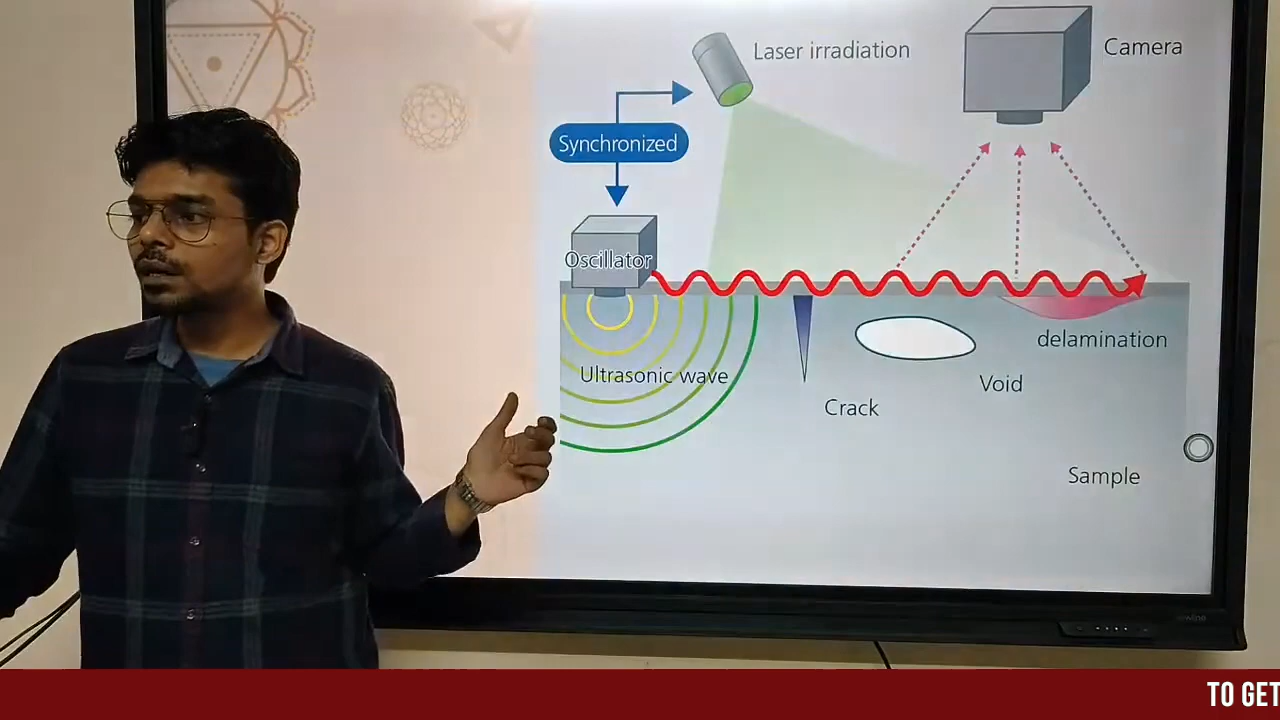 Laser irradiation
Camera
Synchronized
Oscillator
delamination
Ultrasonic wave
Void
Crack
Sample
TO GET